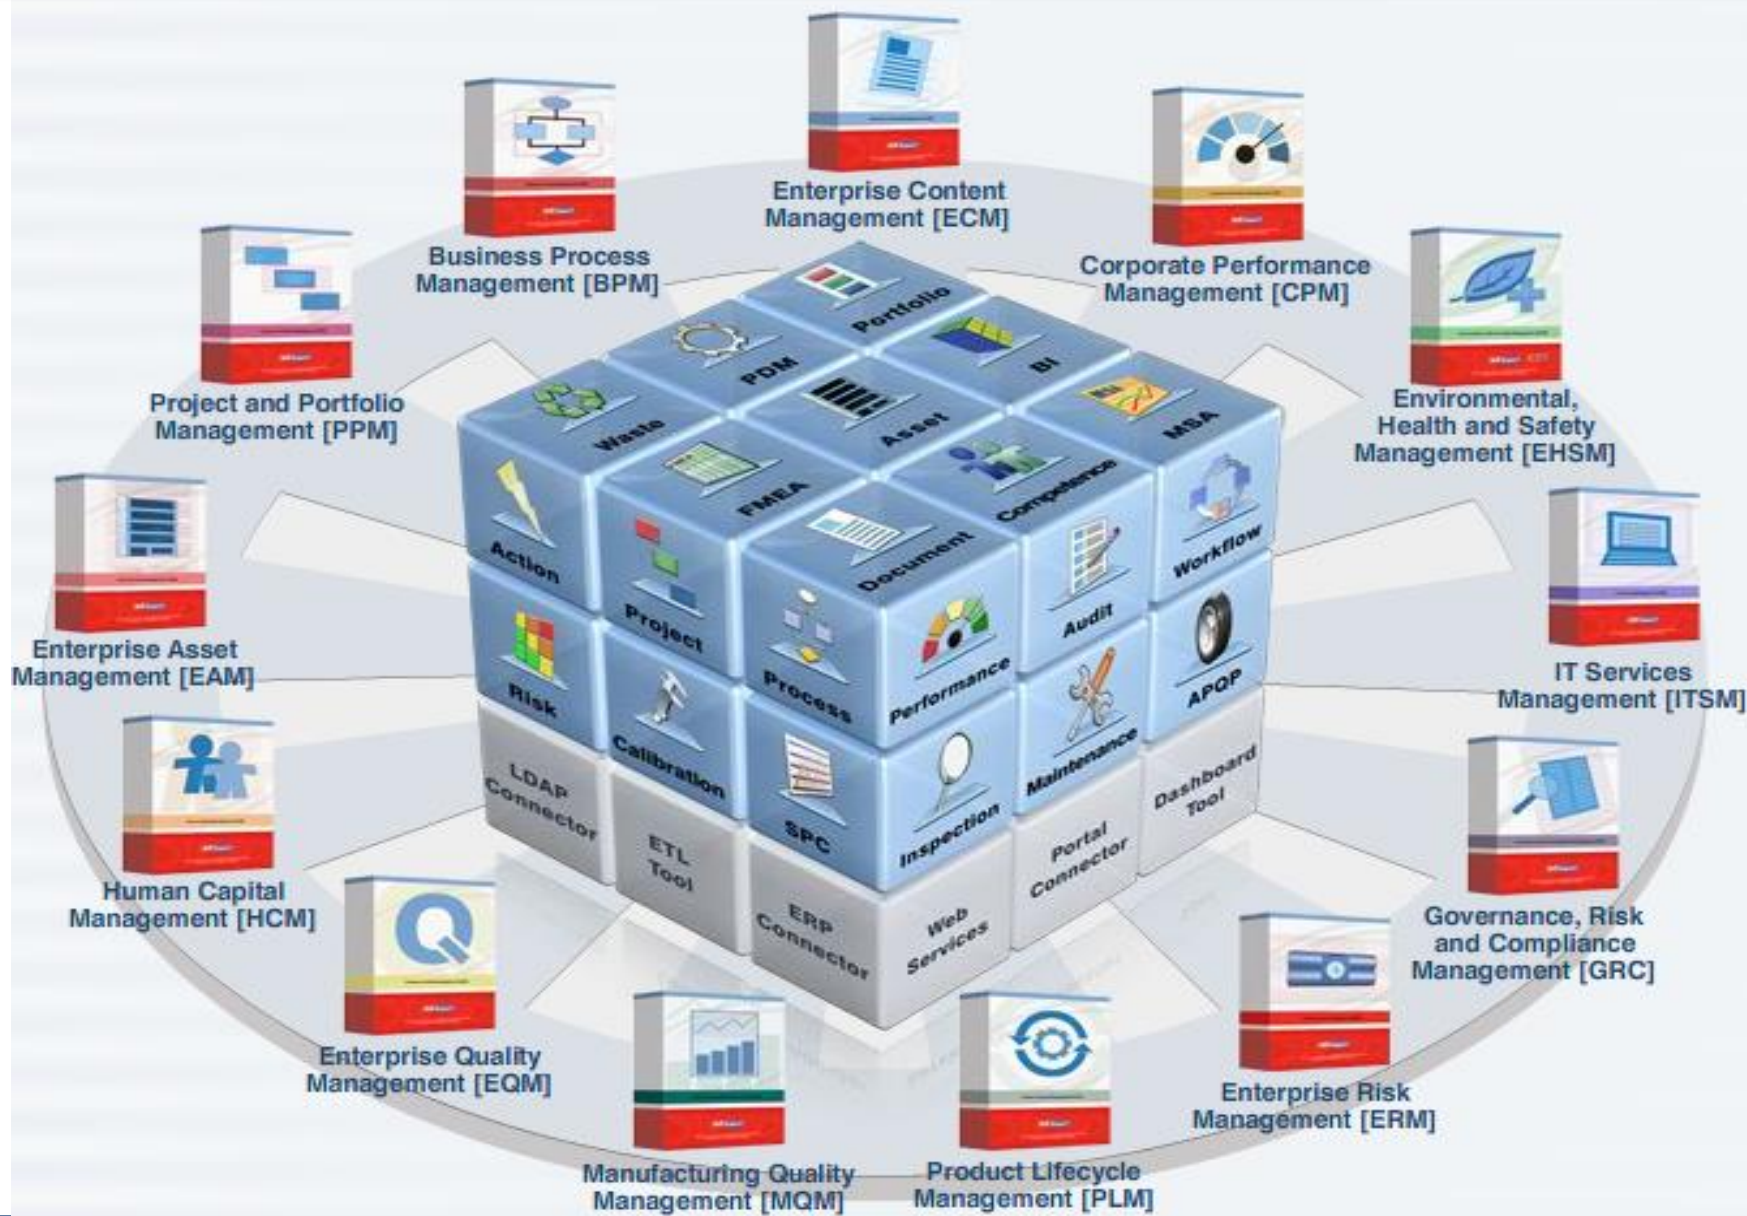 Enterprise Content
Management [ECM]
Business Process
Management [BPM]
Corporate Performance
Management [CPM]
Project and Portfolio
Management [PPM]
Environmental,
Health and Safety
Management [EHSM]
Enterprise Asset
Management [EAM]
IT Services
Management [ITSM]
Human Capital
Management [HCM]
Governance, Risk
and Compliance
Management [GRC]
Enterprise Quality
Management [EQM]
Enterprise Risk
Management [ERM]
Manufacturing Quality
Management [MQM]
Product Lifecycle
Management [PLM]
Portfolio
PDM
BI
Waste
Asset
MSA
FMEA
Competence
Document
Action
Project
Process
Performance
Audit
Workflow
Risk
Calibration
SPC
Inspection
Maintenance
APQP
LDAP
Connector
ETL
Tool
ERP
Connector
Web
Services
Portal
Connector
Dashboard
Tool